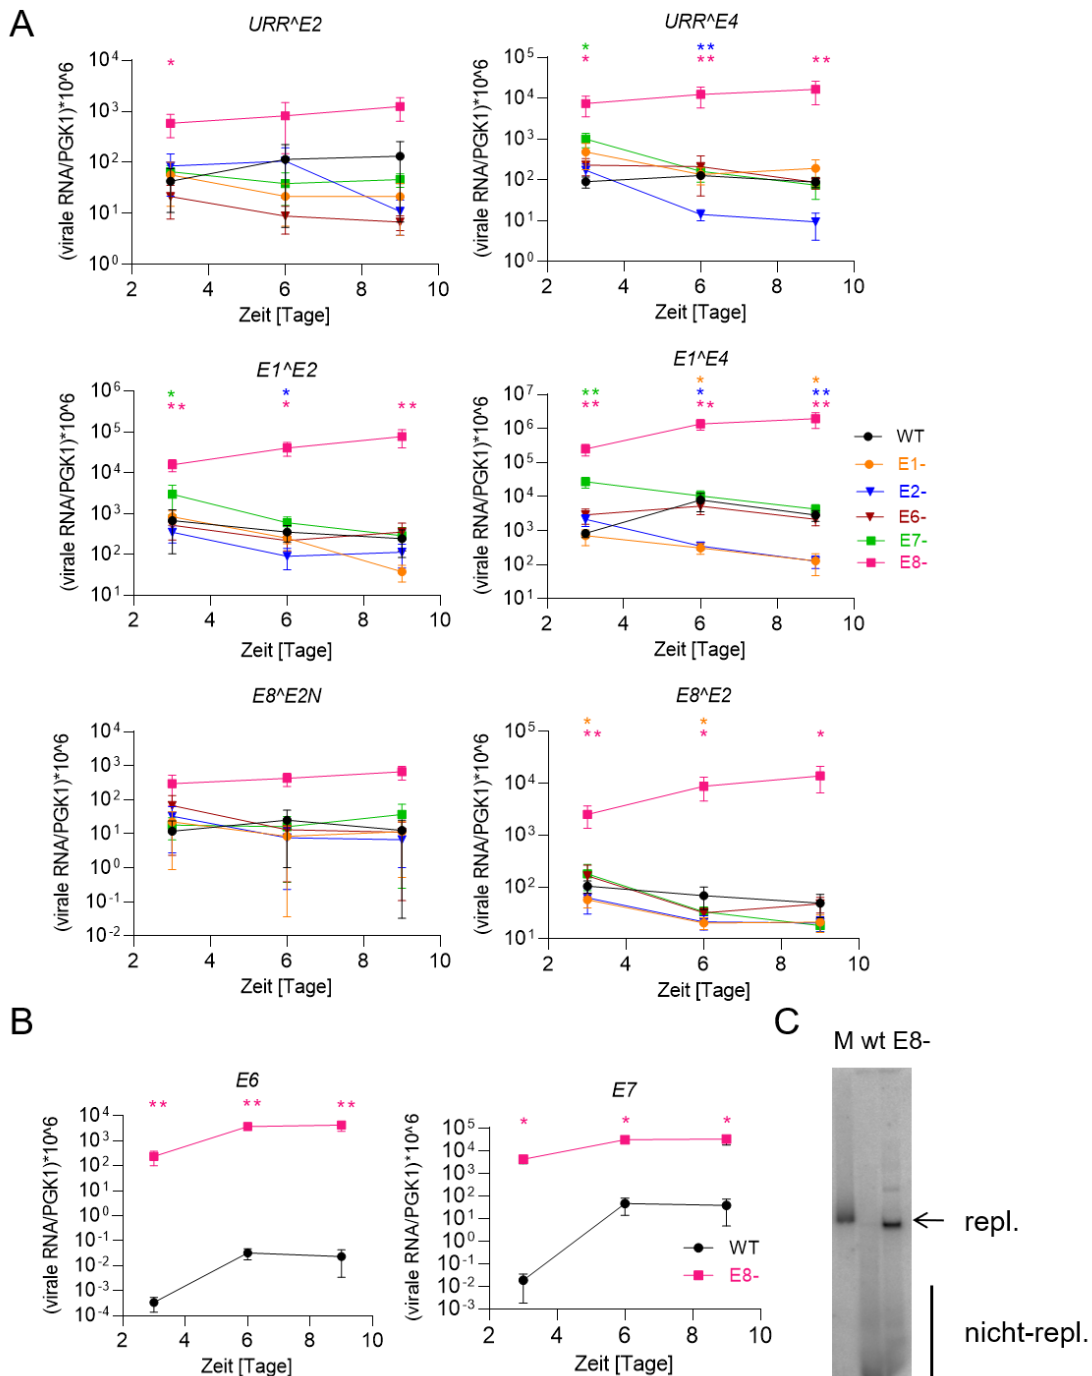 A
URR^E2
(virale RNA/PGK1)*10^6
10^4
10^3
10^2
10^1
10^0
2 4 6 8 10
Zeit [Tage]
*
URR^E4
(virale RNA/PGK1)*10^6
10^5
10^4
10^3
10^2
10^1
10^0
2 4 6 8 10
Zeit [Tage]
* ** 
* ** **
E1^E2
(virale RNA/PGK1)*10^6
10^6
10^5
10^4
10^3
10^2
10^1
2 4 6 8 10
Zeit [Tage]
* *
** * **
E1^E4
(virale RNA/PGK1)*10^6
10^7
10^6
10^5
10^4
10^3
10^2
10^1
2 4 6 8 10
Zeit [Tage]
* *
** * **
** ** **
WT
E1-
E2-
E6-
E7-
E8-
E8^E2N
(virale RNA/PGK1)*10^6
10^4
10^3
10^2
10^1
10^0
10^-1
10^-2
2 4 6 8 10
Zeit [Tage]
E8^E2
(virale RNA/PGK1)*10^6
10^5
10^4
10^3
10^2
10^1
2 4 6 8 10
Zeit [Tage]
* *
** * *
B
E6
(virale RNA/PGK1)*10^6
10^4
10^3
10^2
10^1
10^0
10^-1
10^-2
10^-3
10^-4
2 4 6 8 10
Zeit [Tage]
** ** **
E7
(virale RNA/PGK1)*10^6
10^5
10^4
10^3
10^2
10^1
10^0
10^-1
10^-2
10^-3
2 4 6 8 10
Zeit [Tage]
* * *
WT
E8-
C
M wt E8-
repl.
nicht-repl.